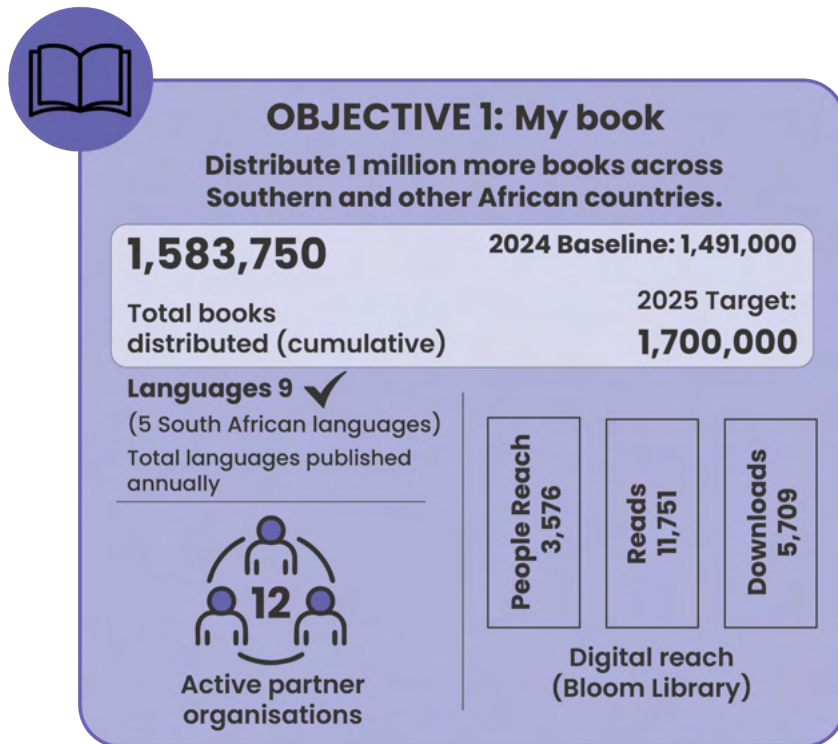 OBJECTIVE 1: My book
Distribute 1 million more books across
Southern and other African countries.
1,583,750
Total books
distributed (cumulative)
2024 Baseline: 1,491,000
2025 Target:
1,700,000
Languages 9
(5 South African languages)
Total languages published
annually
12
Active partner
organisations
People Reach
3,576
Reads
11,751
Downloads
5,709
Digital reach
(Bloom Library)